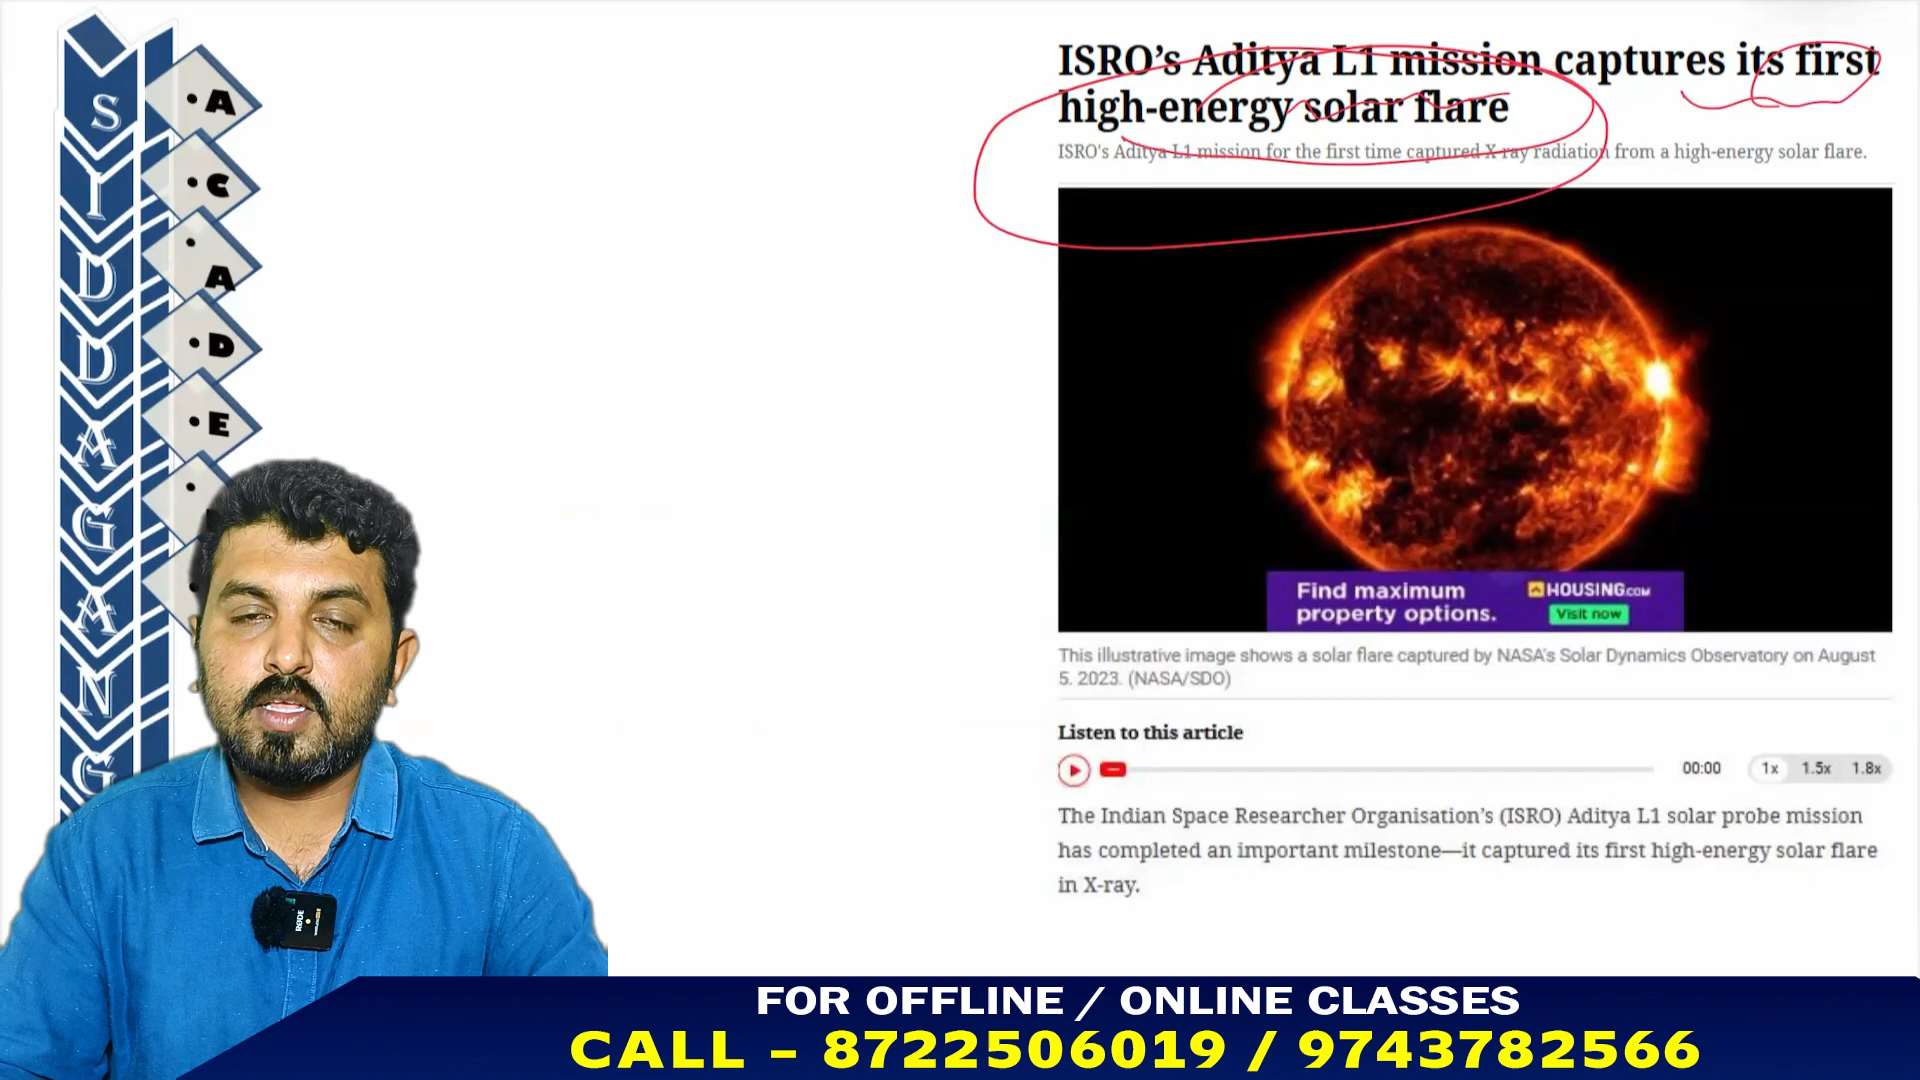 S
Y
D
D
A
G
A
N
G
• A
• C
• A
• D
• E
ISRO's Aditya L1 mission captures its first
high-energy solar flare
ISRO's Aditya L1 mission for the first time captured X-ray radiation from a high-energy solar flare.
Find maximum
property options.
HOUSING.COM
Visit now
This illustrative image shows a solar flare captured by NASA's Solar Dynamics Observatory on August
5. 2023. (NASA/SDO)
Listen to this article
00:00
1x 1.5x 1.8x
The Indian Space Researcher Organisation's (ISRO) Aditya L1 solar probe mission
has completed an important milestone—it captured its first high-energy solar flare
in X-ray.
RØDE
FOR OFFLINE / ONLINE CLASSES
CALL – 8722506019 / 9743782566